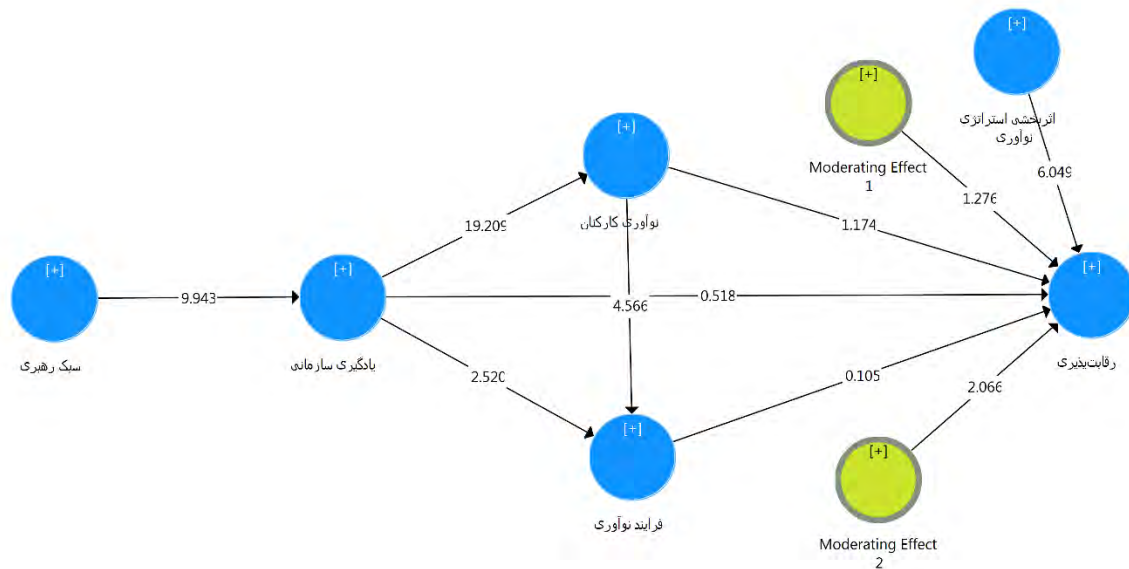 [+]
اثربخشی استراتژی
نوآوری
[+]
Moderating Effect
1
[+]
نوآوری کارکنان
6.049
1.276
1.174
19.209
[+]
سبک رهبری
9.943
[+]
یادگیری سازمانی
4.566
0.518
[+]
رقابت‌پذیری
2.520
0.105
2.066
[+]
فرایند نوآوری
[+]
Moderating Effect
2